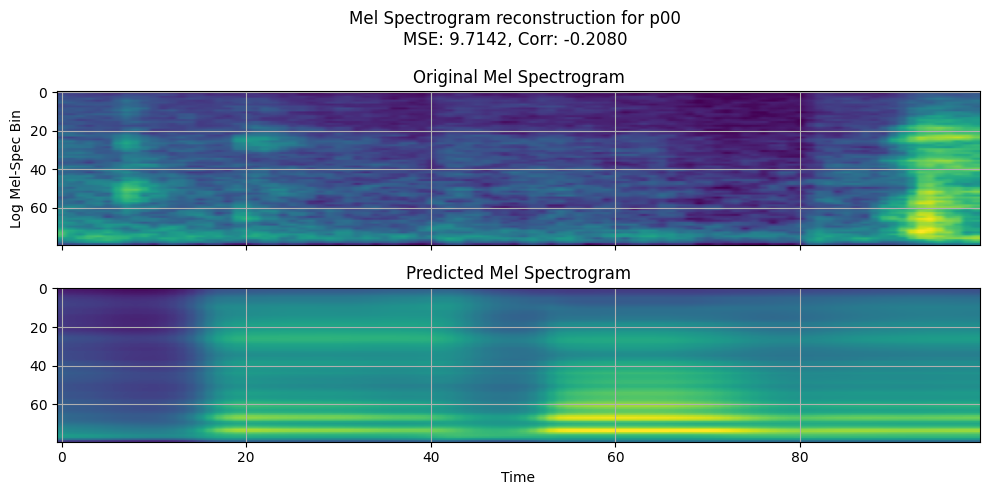 Mel Spectrogram reconstruction for p00
MSE: 9.7142, Corr: -0.2080
Original Mel Spectrogram
Log Mel-Spec Bin
0
20
40
60
Predicted Mel Spectrogram
0
20
40
60
0 20 40 60 80
Time